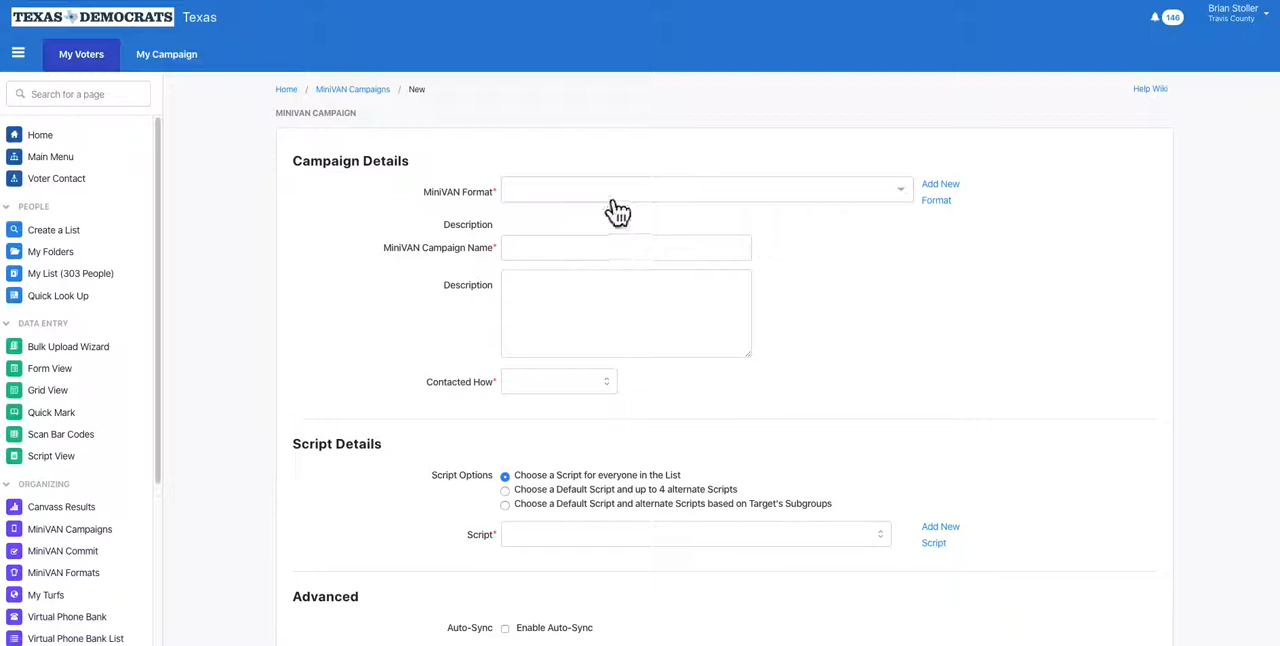 TEXAS DEMOCRATS Texas
146
Brian Stoller
Travis County
My Voters
My Campaign
Search for a page
Home / MiniVAN Campaigns / New
Help Wiki
MINIVAN CAMPAIGN
Home
Main Menu
Voter Contact
PEOPLE
Create a List
My Folders
My List (303 People)
Quick Look Up
DATA ENTRY
Bulk Upload Wizard
Form View
Grid View
Quick Mark
Scan Bar Codes
Script View
ORGANIZING
Canvass Results
MiniVAN Campaigns
MiniVAN Commit
MiniVAN Formats
My Turfs
Virtual Phone Bank
Virtual Phone Bank List
Campaign Details
MiniVAN Format*
Add New
Format
Description
MiniVAN Campaign Name*
Description
Contacted How*
Script Details
Script Options
Choose a Script for everyone in the List
Choose a Default Script and up to 4 alternate Scripts
Choose a Default Script and alternate Scripts based on Target's Subgroups
Script*
Add New
Script
Advanced
Auto-Sync
Enable Auto-Sync